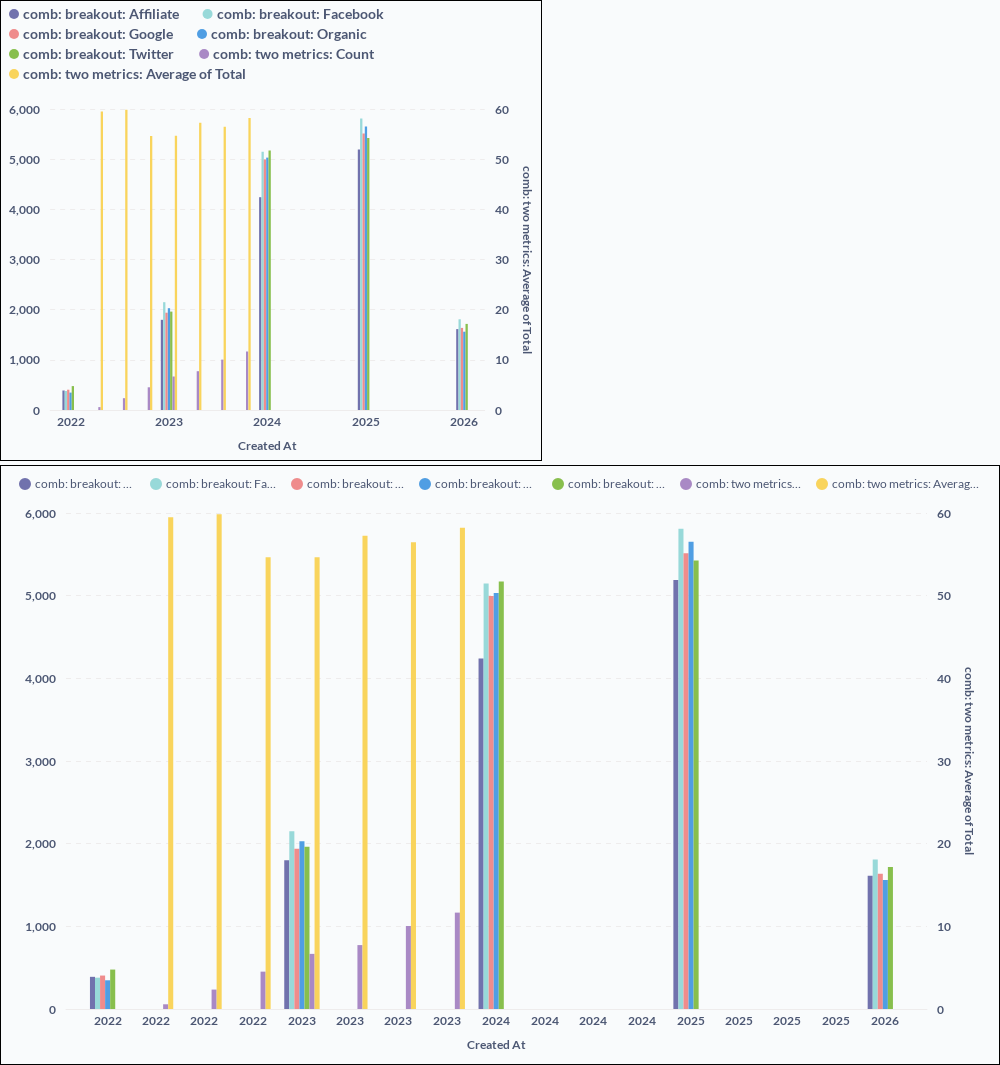 comb: breakout: Affiliate comb: breakout: Facebook
comb: breakout: Google comb: breakout: Organic
comb: breakout: Twitter comb: two metrics: Count
comb: two metrics: Average of Total
6,000 60
5,000 50
4,000 40
3,000 30
2,000 20
1,000 10
0 0
comb: two metrics: Average of Total
2022 2023 2024 2025 2026
Created At
comb: breakout: ... comb: breakout: Fa... comb: breakout: ... comb: breakout: ... comb: breakout: ... comb: two metrics... comb: two metrics: Averag...
6,000 60
5,000 50
4,000 40
3,000 30
2,000 20
1,000 10
0 0
comb: two metrics: Average of Total
2022 2022 2022 2022 2023 2023 2023 2023 2024 2024 2024 2024 2025 2025 2025 2025 2026
Created At